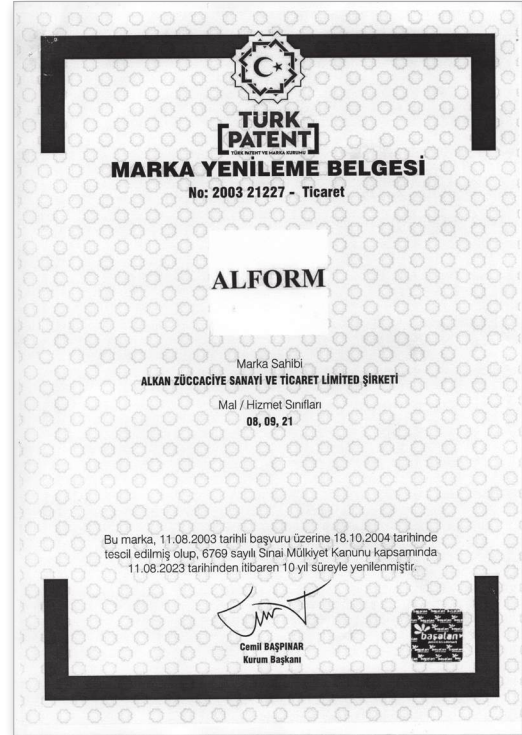 TÜRK
PATENT
TÜRK PATENT VE MARKA KURUMU
MARKA YENİLEME BELGESİ
No: 2003 21227 - Ticaret
ALFORM
Marka Sahibi
ALKAN ZÜCCACİYE SANAYİ VE TİCARET LİMİTED ŞİRKETİ
Mal / Hizmet Sınıfları
08, 09, 21
Bu marka, 11.08.2003 tarihli başvuru üzerine 18.10.2004 tarihinde
tescil edilmiş olup, 6769 sayılı Sınai Mülkiyet Kanunu kapsamında
11.08.2023 tarihinden itibaren 10 yıl süreyle yenilenmiştir.
Cemil BAŞPINAR
Kurum Başkanı
başalan